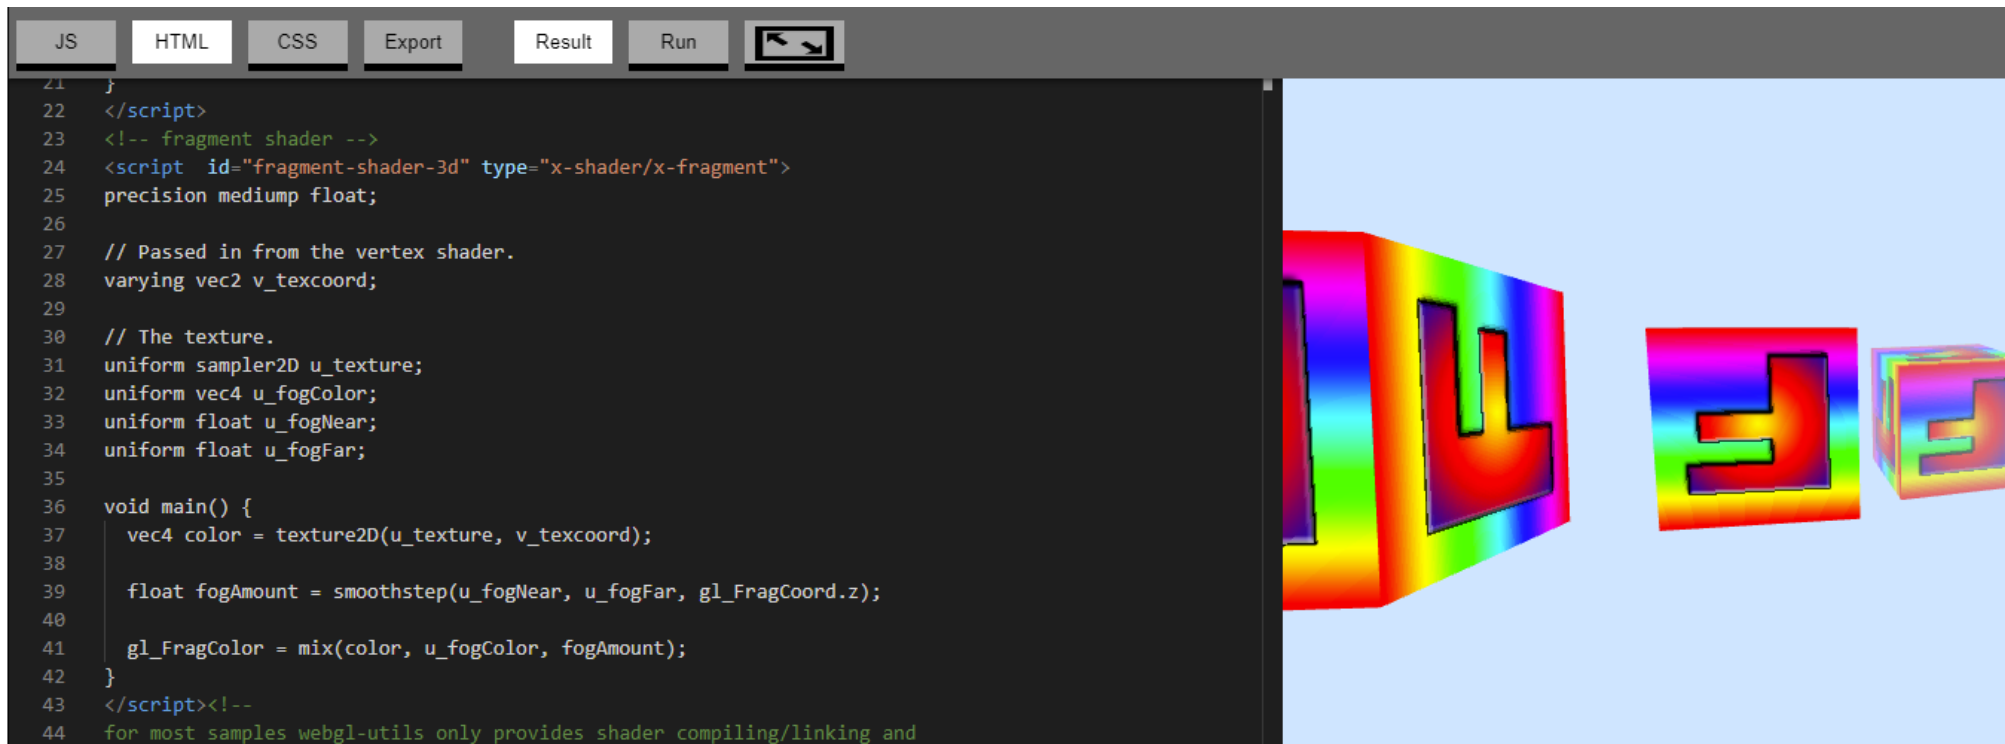 JS HTML CSS Export Result Run
21 }
22 </script>
23 <!-- fragment shader -->
24 <script  id="fragment-shader-3d" type="x-shader/x-fragment">
25 precision mediump float;
26
27 // Passed in from the vertex shader.
28 varying vec2 v_texcoord;
29
30 // The texture.
31 uniform sampler2D u_texture;
32 uniform vec4 u_fogColor;
33 uniform float u_fogNear;
34 uniform float u_fogFar;
35
36 void main() {
37   vec4 color = texture2D(u_texture, v_texcoord);
38
39   float fogAmount = smoothstep(u_fogNear, u_fogFar, gl_FragCoord.z);
40
41   gl_FragColor = mix(color, u_fogColor, fogAmount);
42 }
43 </script><!--
44 for most samples webgl-utils only provides shader compiling/linking and